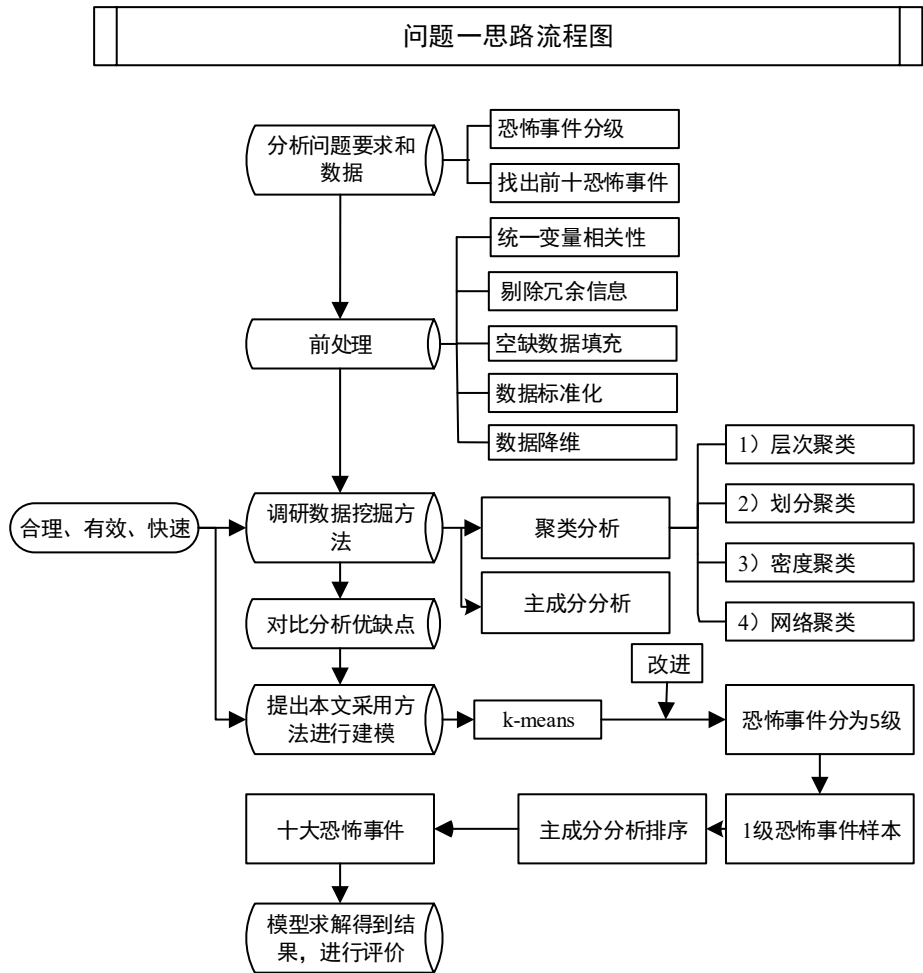 问题一思路流程图
分析问题要求和
数据
恐怖事件分级
找出前十恐怖事件
前处理
统一变量相关性
剔除冗余信息
空缺数据填充
数据标准化
数据降维
合理、有效、快速
调研数据挖掘方
法
聚类分析
主成分分析
1）层次聚类
2）划分聚类
3）密度聚类
4）网络聚类
对比分析优缺点
提出本文采用方
法进行建模
k-means
改进
恐怖事件分为5级
1级恐怖事件样本
主成分分析排序
十大恐怖事件
模型求解得到结
果，进行评价